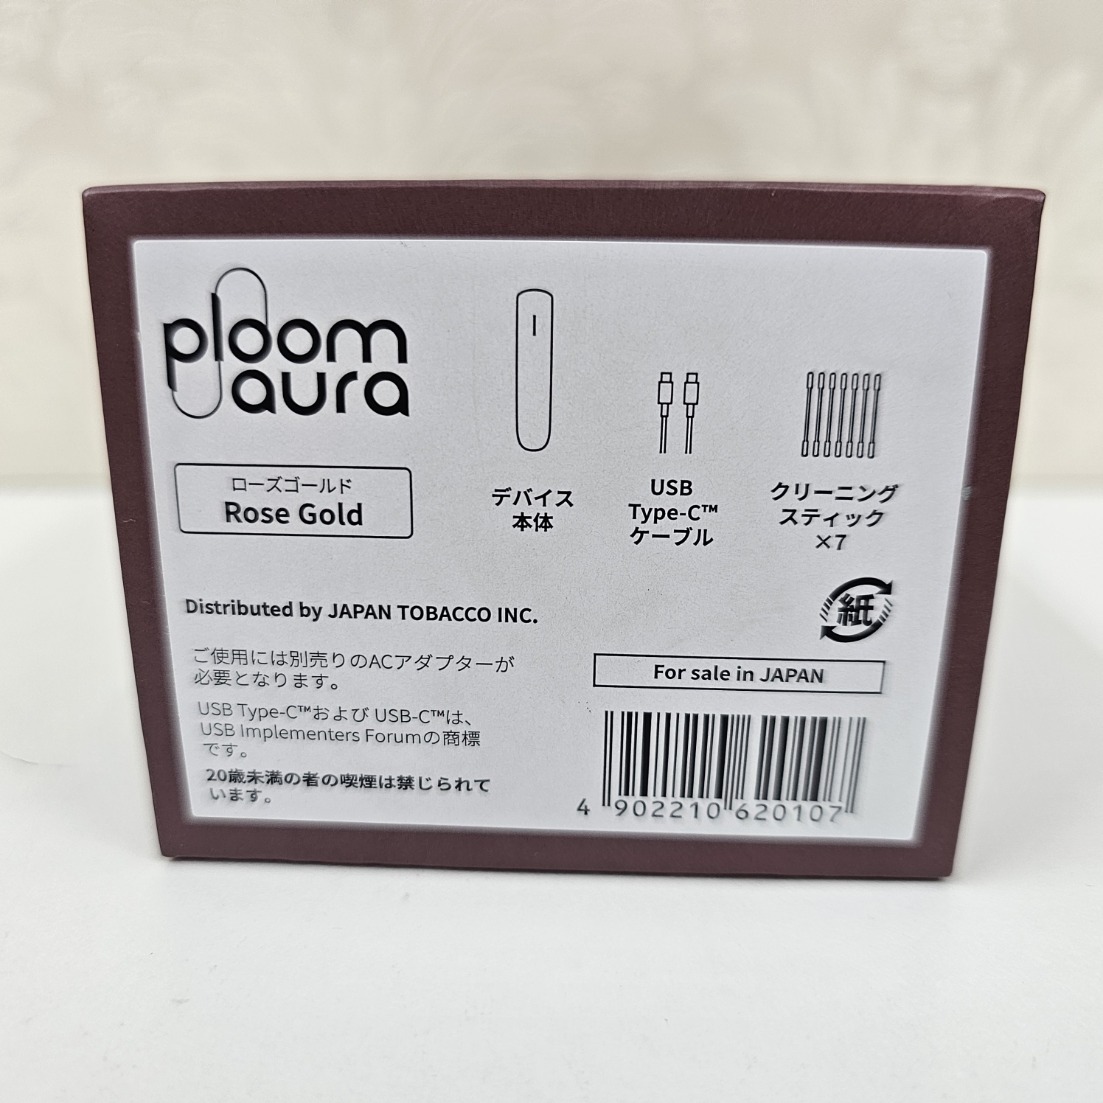 ploom
aura
ローズゴールド
Rose Gold
デバイス
本体
USB
Type-C™
ケーブル
クリーニング
スティック
×7
Distributed by JAPAN TOBACCO INC.
紙
ご使用には別売りのACアダプターが
必要となります。
USB Type-C™および USB-C™は、
USB Implementers Forumの商標
です。
20歳未満の者の喫煙は禁じられて
います。
For sale in JAPAN
4 902210 620107